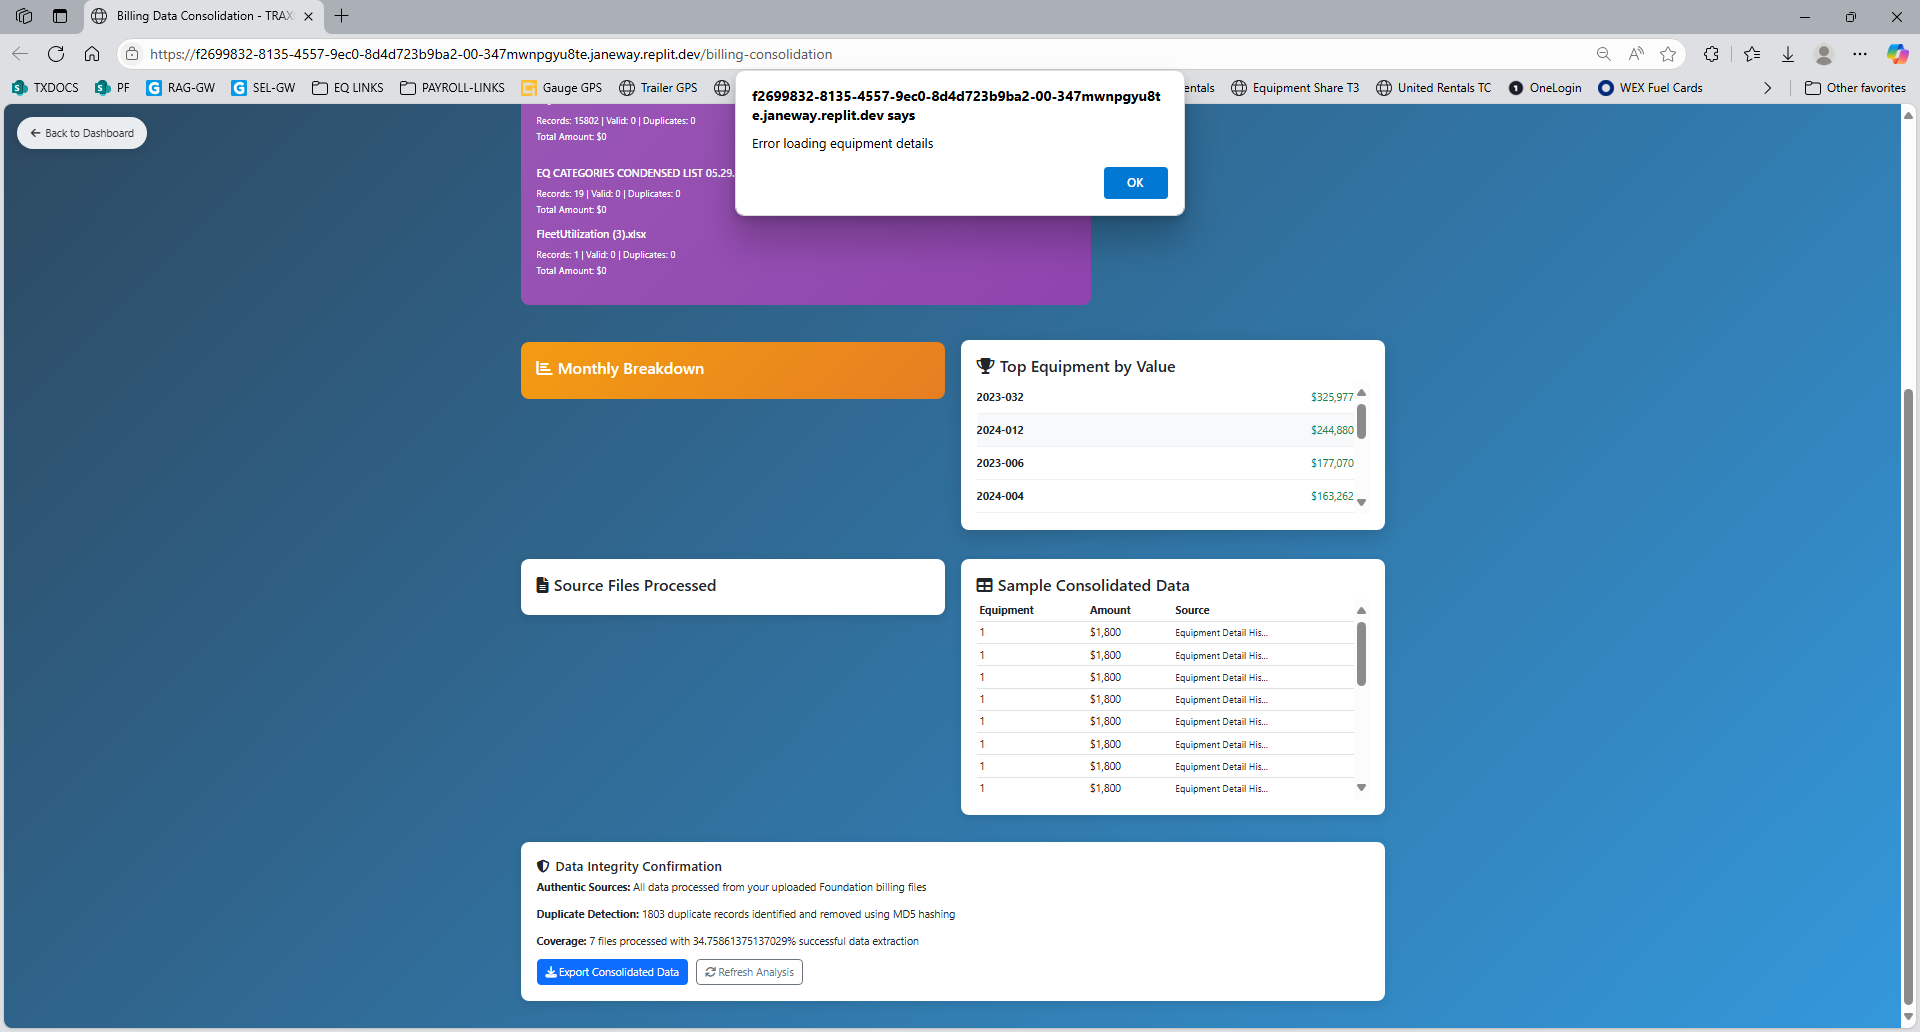 Billing Data Consolidation - TRAX
https://f2699832-8135-4557-9ec0-8d4d723b9ba2-00-347mwnpgyu8te.janeway.replit.dev/billing-consolidation
TXDOCS
PF
RAG-GW
SEL-GW
EQ LINKS
PAYROLL-LINKS
Gauge GPS
Trailer GPS
entals
Equipment Share T3
United Rentals TC
OneLogin
WEX Fuel Cards
Other favorites
f2699832-8135-4557-9ec0-8d4d723b9ba2-00-347mwnpgyu8t
e.janeway.replit.dev says
Error loading equipment details
OK
Back to Dashboard
Records: 15802 | Valid: 0 | Duplicates: 0
Total Amount: $0
EQ CATEGORIES CONDENSED LIST 05.29.
Records: 19 | Valid: 0 | Duplicates: 0
Total Amount: $0
FleetUtilization (3).xlsx
Records: 1 | Valid: 0 | Duplicates: 0
Total Amount: $0
Monthly Breakdown
Top Equipment by Value
2023-032 $325,977
2024-012 $244,880
2023-006 $177,070
2024-004 $163,262
Source Files Processed
Sample Consolidated Data
Equipment Amount Source
1 $1,800 Equipment Detail His...
1 $1,800 Equipment Detail His...
1 $1,800 Equipment Detail His...
1 $1,800 Equipment Detail His...
1 $1,800 Equipment Detail His...
1 $1,800 Equipment Detail His...
1 $1,800 Equipment Detail His...
1 $1,800 Equipment Detail His...
Data Integrity Confirmation
Authentic Sources: All data processed from your uploaded Foundation billing files
Duplicate Detection: 1803 duplicate records identified and removed using MD5 hashing
Coverage: 7 files processed with 34.75861375137029% successful data extraction
Export Consolidated Data
Refresh Analysis